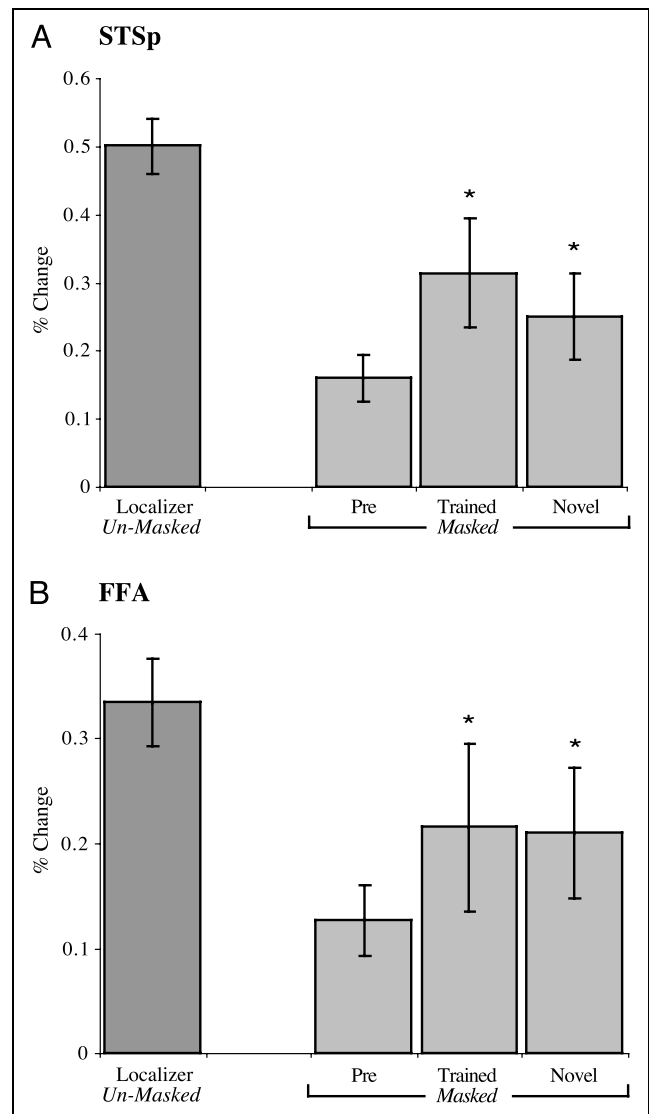 A STSp
0.6
0.5
0.4
0.3
0.2
0.1
0
% Change
*
*
Localizer Pre Trained Novel
Un-Masked Masked
B FFA
0.4
0.3
0.2
0.1
0
% Change
*
*
Localizer Pre Trained Novel
Un-Masked Masked